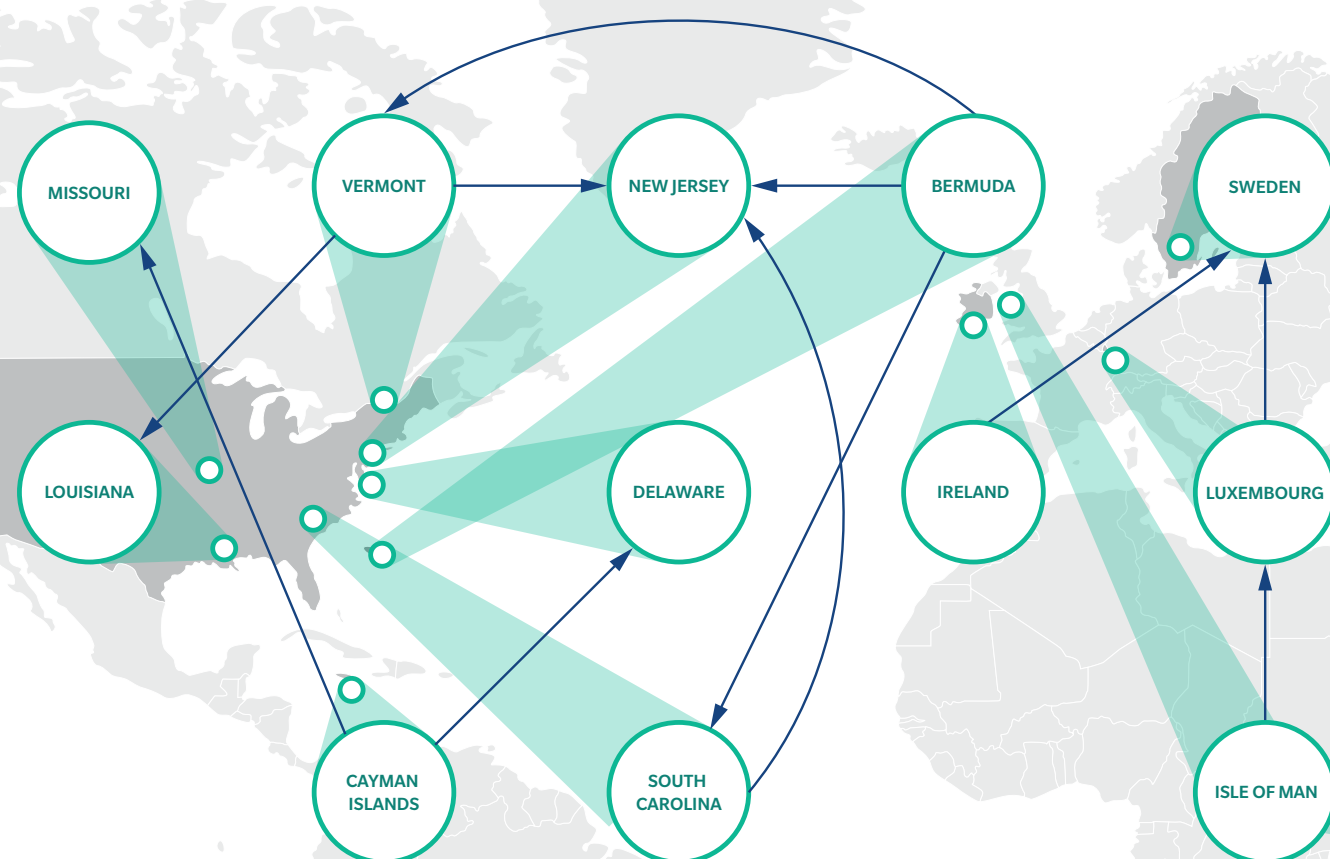 MISSOURI
VERMONT
NEW JERSEY
BERMUDA
SWEDEN
LOUISIANA
DELAWARE
IRELAND
LUXEMBOURG
CAYMAN
ISLANDS
SOUTH
CAROLINA
ISLE OF MAN